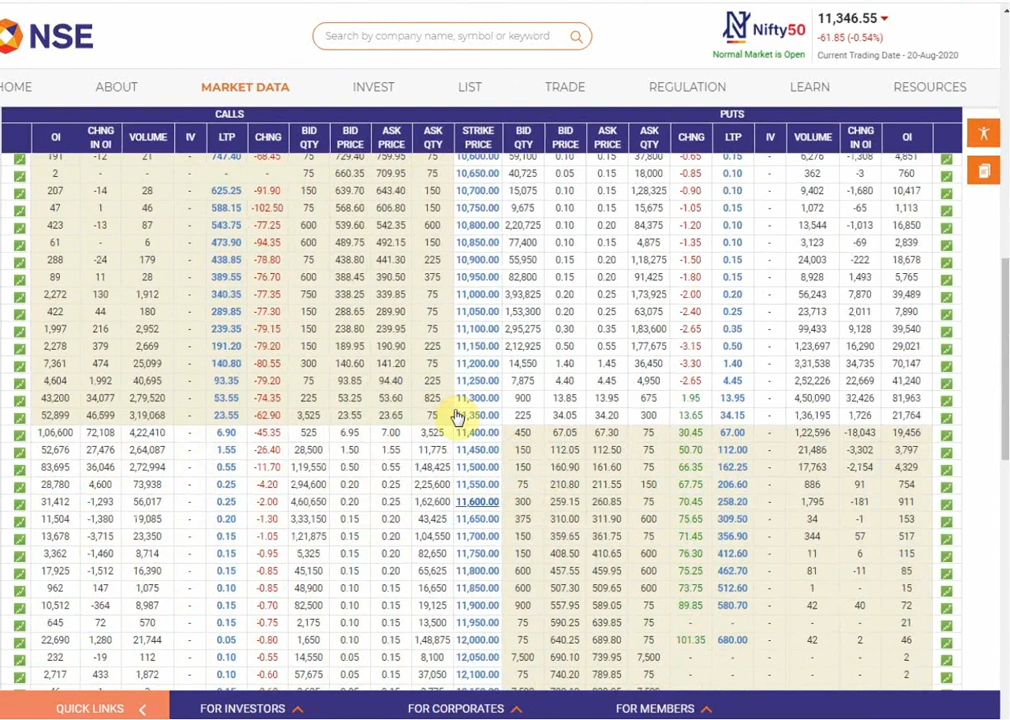 NSE
Search by company name, symbol or keyword
Nifty50
Normal Market is Open
11,346.55
-61.85 (-0.54%)
Current Trading Date - 20-Aug-2020
HOME ABOUT MARKET DATA INVEST LIST TRADE REGULATION LEARN RESOURCES
CALLS PUTS
OI CHNG IN OI VOLUME IV LTP CHNG BID QTY BID PRICE ASK PRICE ASK QTY STRIKE PRICE BID QTY BID PRICE ASK PRICE ASK QTY CHNG LTP IV VOLUME CHNG IN OI OI
191 -12 21 - 747.40 -68.45 75 729.40 759.95 75 10,600.00 59,100 0.10 0.15 37,800 -0.65 0.15 - 6,276 -1,308 4,851
2 - - - - - 75 660.35 709.95 75 10,650.00 40,725 0.05 0.15 18,000 -0.85 0.10 - 362 -3 760
207 -14 28 - 625.25 -91.90 150 639.70 643.40 150 10,700.00 15,075 0.10 0.15 1,28,325 -0.90 0.10 - 9,402 -1,680 10,417
47 1 46 - 588.15 -102.50 75 568.60 606.80 150 10,750.00 9,675 0.10 0.15 15,675 -1.05 0.15 - 1,072 -65 1,113
423 -13 87 - 543.75 -77.25 600 539.60 542.35 600 10,800.00 2,20,725 0.10 0.20 84,375 -1.20 0.10 - 13,544 -1,013 16,850
61 - 6 - 473.90 -94.35 600 489.75 492.15 150 10,850.00 77,400 0.10 0.15 4,875 -1.35 0.10 - 3,123 -69 2,839
288 -24 179 - 438.85 -78.80 75 438.80 441.30 225 10,900.00 55,950 0.15 0.20 1,18,275 -1.50 0.15 - 24,003 -222 18,678
89 11 28 - 389.55 -76.70 600 388.45 390.50 375 10,950.00 82,800 0.15 0.20 91,425 -1.80 0.15 - 8,928 1,493 5,765
2,272 130 1,912 - 340.35 -77.35 150 338.25 339.85 75 11,000.00 3,93,825 0.20 0.25 1,73,925 -2.00 0.20 - 56,243 7,870 39,489
422 44 180 - 289.85 -77.30 150 288.65 289.90 75 11,050.00 1,53,300 0.20 0.25 63,075 -2.40 0.25 - 23,713 2,011 7,890
1,997 216 2,952 - 239.35 -79.15 150 238.80 239.95 75 11,100.00 2,95,275 0.30 0.35 1,83,600 -2.65 0.35 - 99,433 9,128 39,540
2,278 379 2,669 - 191.20 -79.20 150 189.95 190.90 225 11,150.00 2,12,925 0.50 0.55 1,77,675 -3.15 0.50 - 1,23,697 16,290 29,021
7,361 474 25,099 - 140.80 -80.55 300 140.60 141.20 75 11,200.00 14,550 1.40 1.45 36,450 -3.30 1.40 - 3,31,538 34,735 70,147
4,604 1,992 40,695 - 93.35 -79.20 75 93.85 94.40 225 11,250.00 7,875 4.40 4.45 4,950 -2.65 4.45 - 2,52,226 22,669 41,240
43,200 34,077 2,79,520 - 53.55 -74.35 225 53.25 53.60 825 11,300.00 900 13.85 13.95 675 1.95 13.95 - 4,50,090 32,426 81,963
52,899 46,599 3,19,068 - 23.55 -62.90 3,525 23.55 23.65 75 350.00 225 34.05 34.20 300 13.65 34.15 - 1,36,195 1,726 21,764
1,06,600 72,108 4,22,410 - 6.90 -45.35 525 6.95 7.00 3,525 11,400.00 450 67.05 67.30 75 30.45 67.00 - 1,22,596 -18,043 19,456
52,676 27,476 2,64,087 - 1.55 -26.40 28,500 1.50 1.55 11,775 11,450.00 150 112.05 112.50 75 50.70 112.00 - 21,486 -3,302 3,797
83,695 36,046 2,72,994 - 0.55 -11.70 1,19,550 0.50 0.55 1,48,425 11,500.00 150 160.90 161.60 75 66.35 162.25 - 17,763 -2,154 4,329
28,780 4,600 73,938 - 0.25 -4.20 2,94,600 0.20 0.25 2,25,600 11,550.00 75 210.80 211.55 150 67.75 206.60 - 886 91 754
31,412 -1,293 56,017 - 0.25 -2.00 4,60,650 0.20 0.25 1,62,600 11,600.00 300 259.15 260.85 75 70.45 258.20 - 1,795 -181 911
11,504 -1,380 19,085 - 0.20 -1.30 3,33,150 0.15 0.20 43,425 11,650.00 375 310.00 311.90 600 75.65 309.50 - 34 -1 153
13,678 -3,715 23,350 - 0.15 -1.05 1,21,875 0.15 0.20 1,04,550 11,700.00 150 359.65 361.75 75 71.45 356.90 - 344 57 517
3,362 -1,460 8,714 - 0.15 -0.95 5,325 0.15 0.20 82,650 11,750.00 150 408.50 410.65 600 76.30 412.60 - 11 6 115
17,925 -1,512 16,390 - 0.15 -0.85 45,150 0.15 0.20 65,625 11,800.00 600 457.55 459.95 600 75.25 462.70 - 81 -11 85
962 147 1,075 - 0.10 -0.85 48,900 0.10 0.20 16,650 11,850.00 600 507.30 509.65 600 73.75 512.60 - 1 - 15
10,512 -364 8,987 - 0.15 -0.70 82,500 0.10 0.15 19,125 11,900.00 900 557.95 589.05 75 89.85 580.70 - 42 40 72
645 72 570 - 0.15 -0.75 2,175 0.10 0.15 13,500 11,950.00 75 590.25 639.85 75 - - - - - 21
22,690 1,280 21,744 - 0.05 -0.80 1,650 0.10 0.15 1,48,875 12,000.00 75 640.25 689.80 75 101.35 680.00 - 42 2 46
232 -19 112 - 0.10 -0.55 14,550 0.05 0.15 8,100 12,050.00 7,500 690.10 739.95 7,500 - - - - - 2
2,717 433 1,872 - 0.10 -0.60 57,675 0.05 0.15 37,050 12,100.00 75 740.20 789.85 75 - - - - - 2
QUICK LINKS FOR INVESTORS FOR CORPORATES FOR MEMBERS